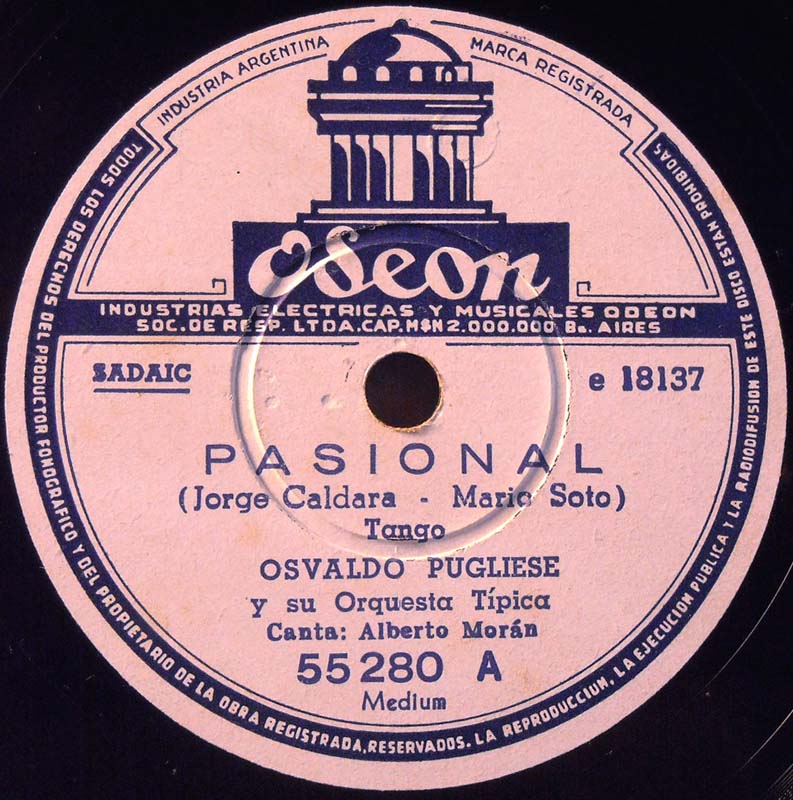 INDUSTRIA ARGENTINA
MARCA REGISTRADA
Odeon
INDUSTRIAS ELECTRICAS Y MUSICALES ODEON
SOC. DE RESP. LTDA. CAP. M$N 2.000.000 Bs. AIRES
SADAIC
e 18137
PASIONAL
(Jorge Caldara - Mario Soto)
Tango
OSVALDO PUGLIESE
y su Orquesta Típica
Canta: Alberto Morán
55280 A
Medium
TODOS LOS DERECHOS DEL PRODUCTOR FONOGRAFICO Y DEL PROPIETARIO DE LA OBRA REGISTRADA, RESERVADOS. LA REPRODUCCIUM, LA EJECUCION PUBLICA Y LA RADIODIFUSION DE ESTE DISCO ESTAN PROHIBIDAS